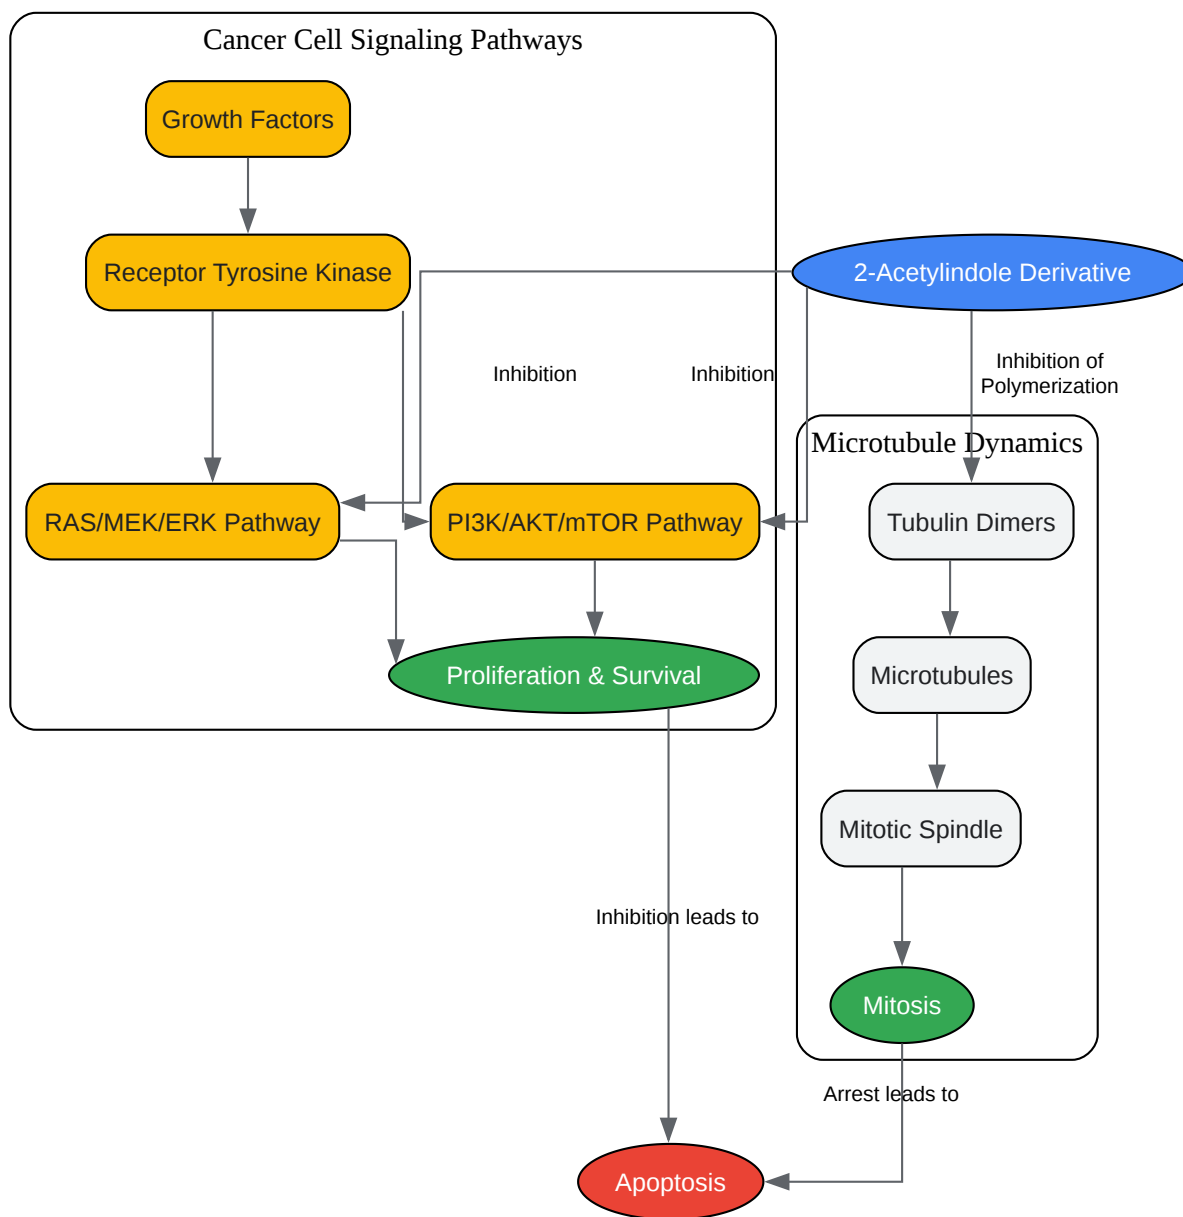 Cancer Cell Signaling Pathways
Growth Factors
Receptor Tyrosine Kinase
2-Acetylindole Derivative
Inhibition
Inhibition
Inhibition of
Polymerization
Microtubule Dynamics
RAS/MEK/ERK Pathway
PI3K/AKT/mTOR Pathway
Tubulin Dimers
Proliferation & Survival
Microtubules
Mitotic Spindle
Inhibition leads to
Mitosis
Arrest leads to
Apoptosis